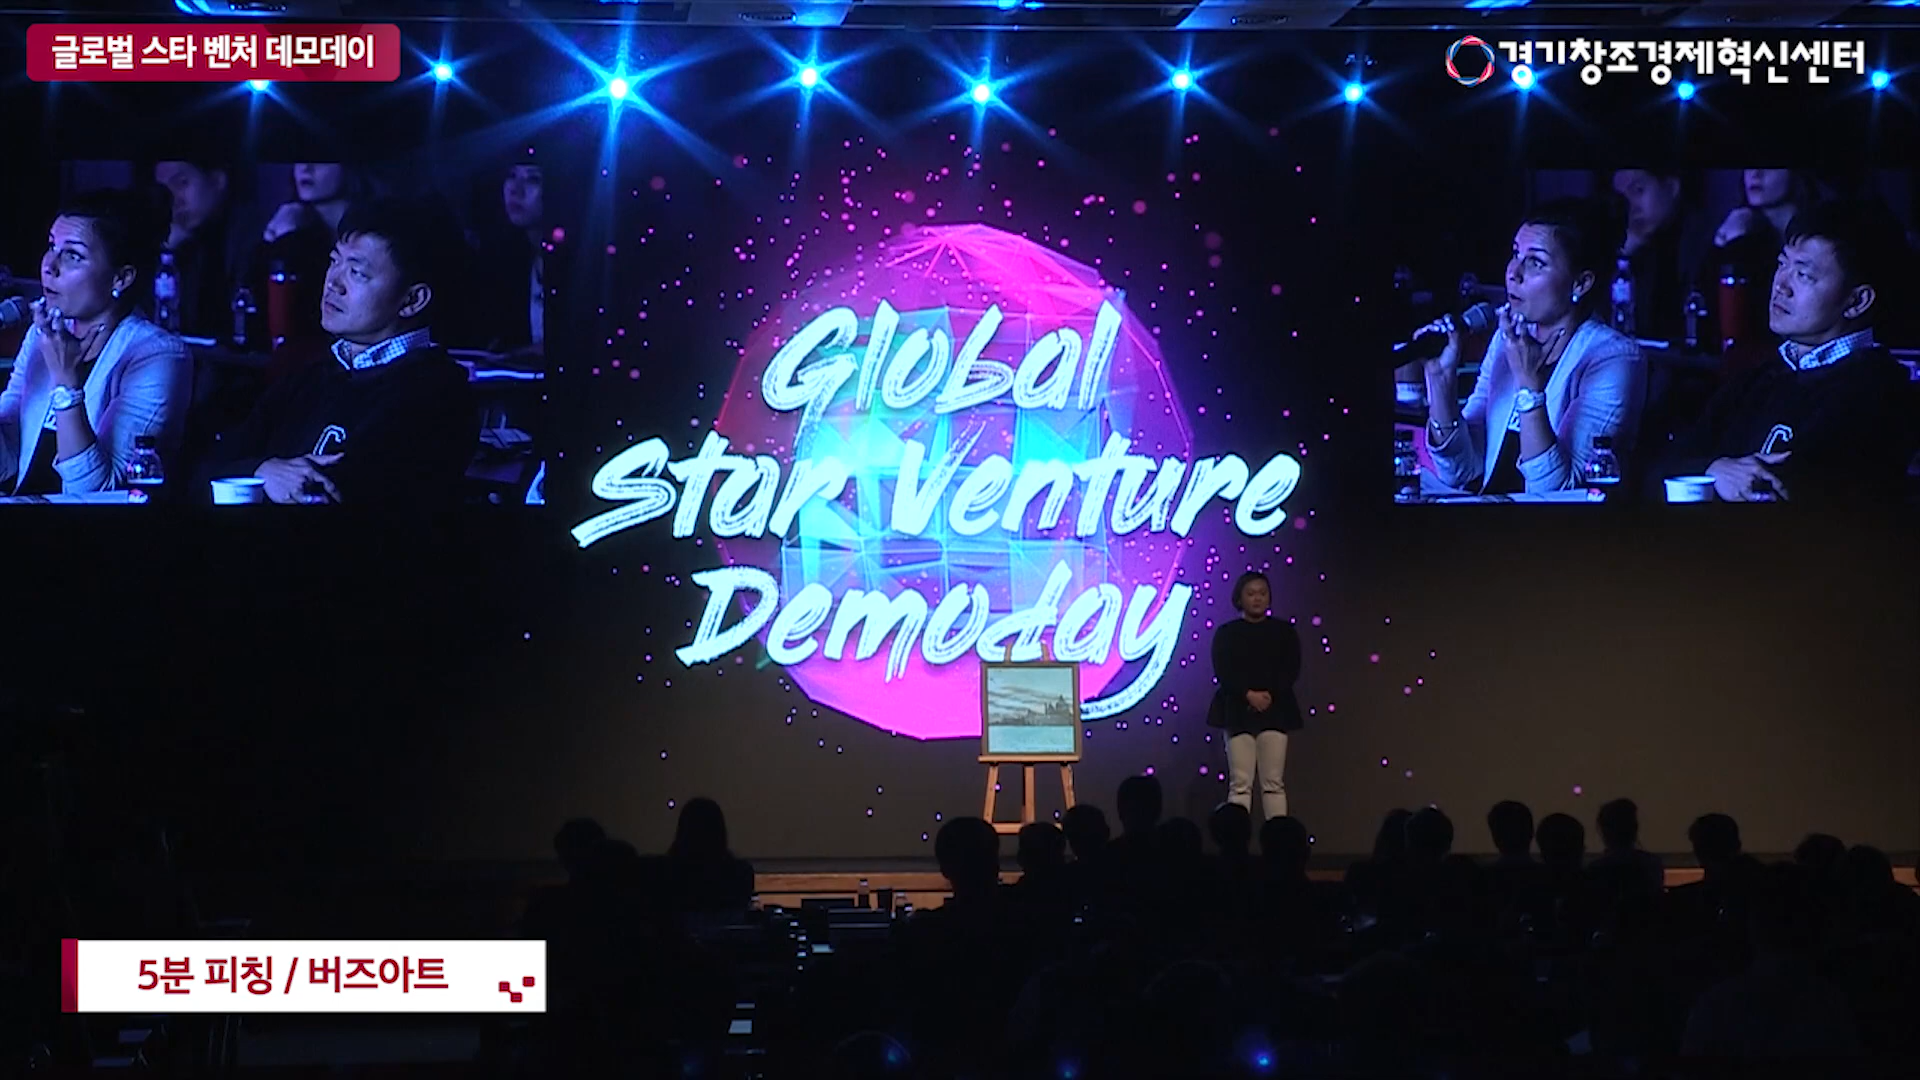 글로벌 스타 벤처 데모데이
경기창조경제혁신센터
Global
Star Venture
Demoday
5분 피칭 / 버즈아트